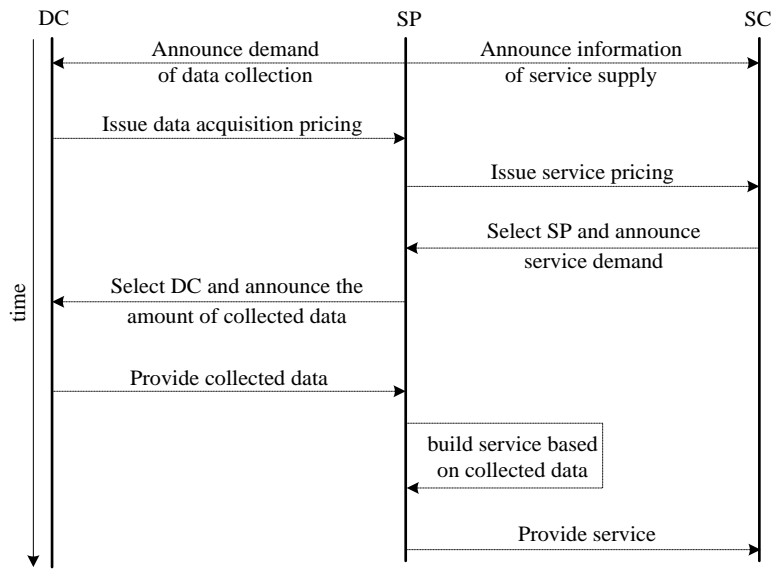 DC
SP
SC
Announce demand
of data collection
Announce information
of service supply
Issue data acquisition pricing
Issue service pricing
Select SP and announce
service demand
Select DC and announce the
amount of collected data
time
Provide collected data
build service based
on collected data
Provide service